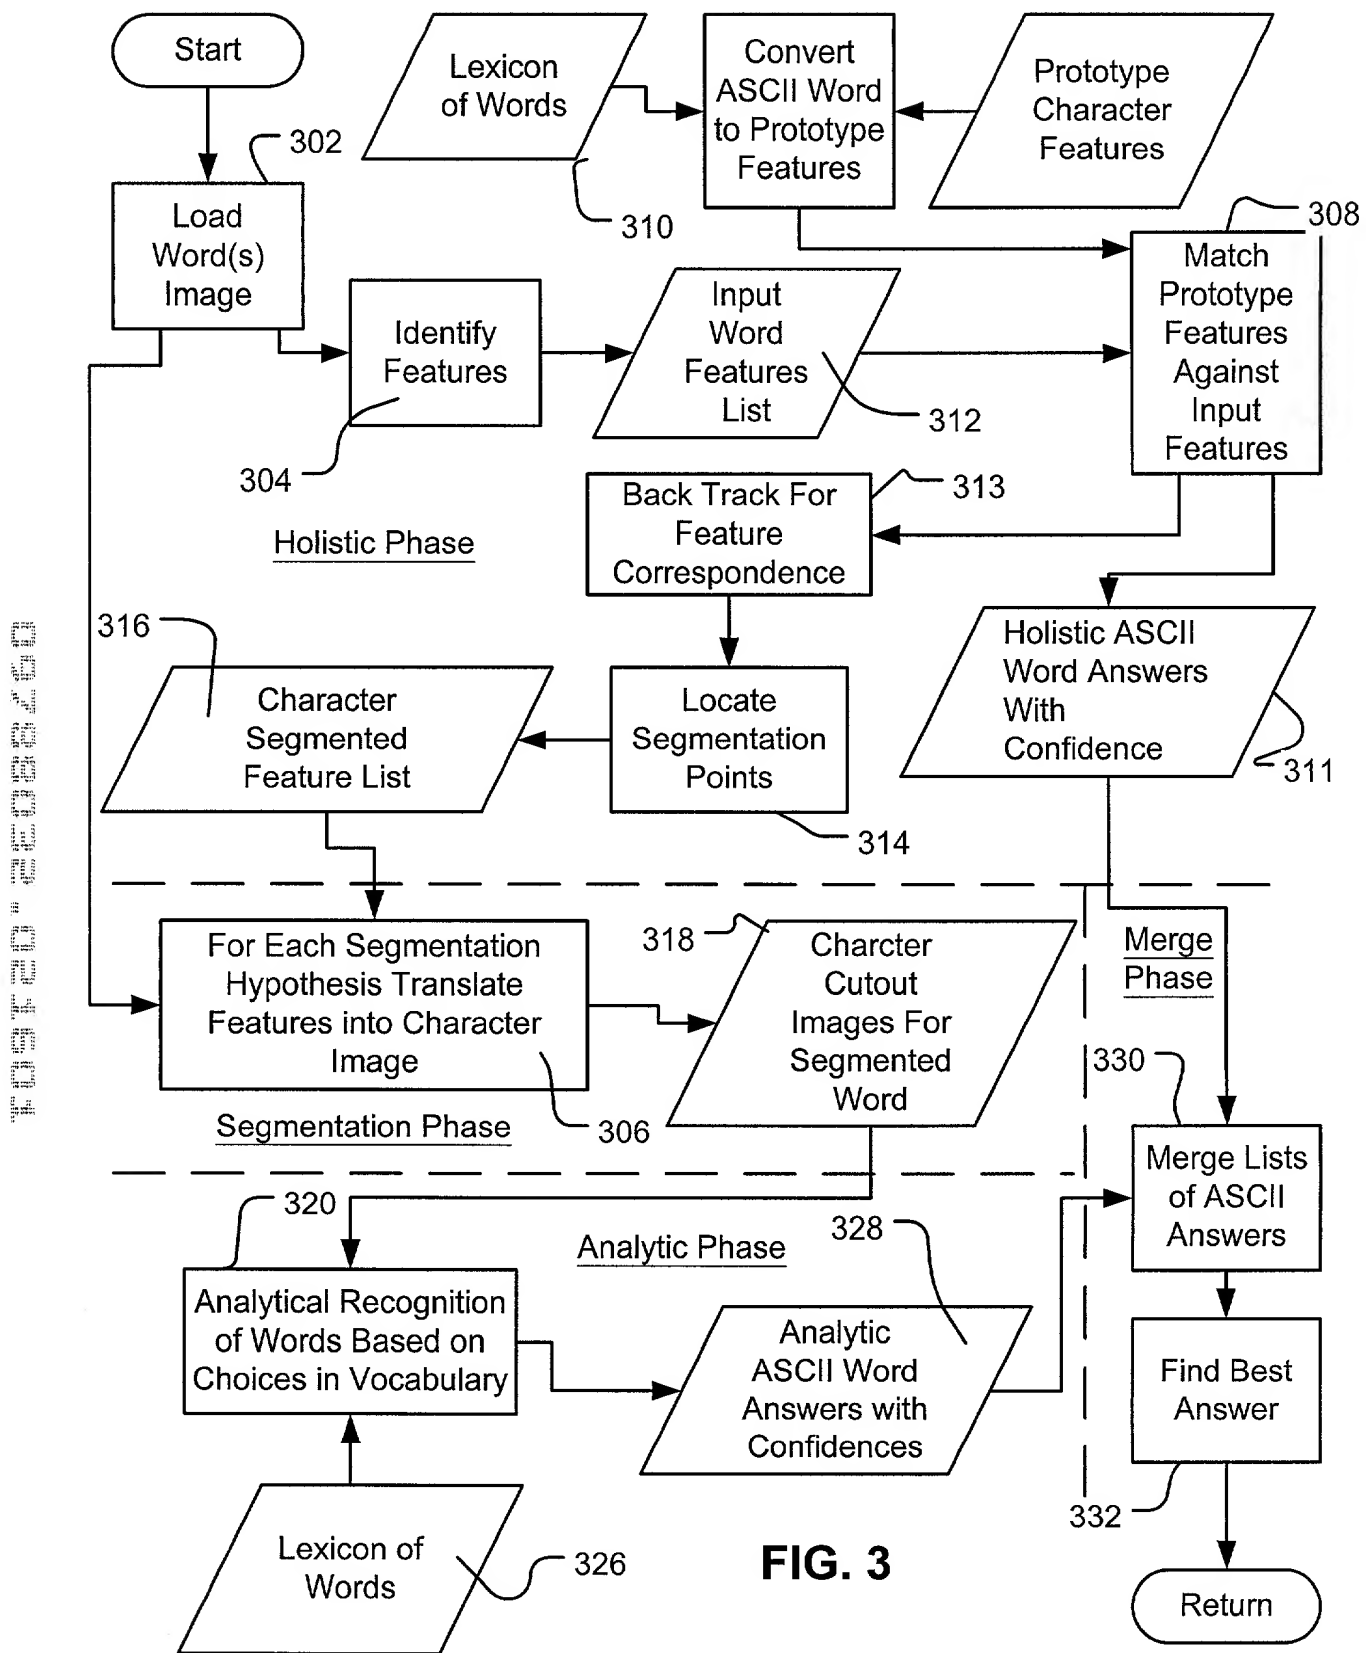 Start
Lexicon
of Words
Convert
ASCII Word
to Prototype
Features
Prototype
Character
Features
302
310
308
Load
Word(s)
Image
Identify
Features
Input
Word
Features
List
Match
Prototype
Features
Against
Input
Features
304
312
313
Holistic Phase
Back Track For
Feature
Correspondence
316
Character
Segmented
Feature List
Locate
Segmentation
Points
Holistic ASCII
Word Answers
With
Confidence
311
314
318
For Each Segmentation
Hypothesis Translate
Features into Character
Image
Charcter
Cutout
Images For
Segmented
Word
Merge
Phase
330
Segmentation Phase
306
320
Analytic Phase
328
Merge Lists
of ASCII
Answers
Analytical Recognition
of Words Based on
Choices in Vocabulary
Analytic
ASCII Word
Answers with
Confidences
Find Best
Answer
332
Lexicon of
Words
326
FIG. 3
Return